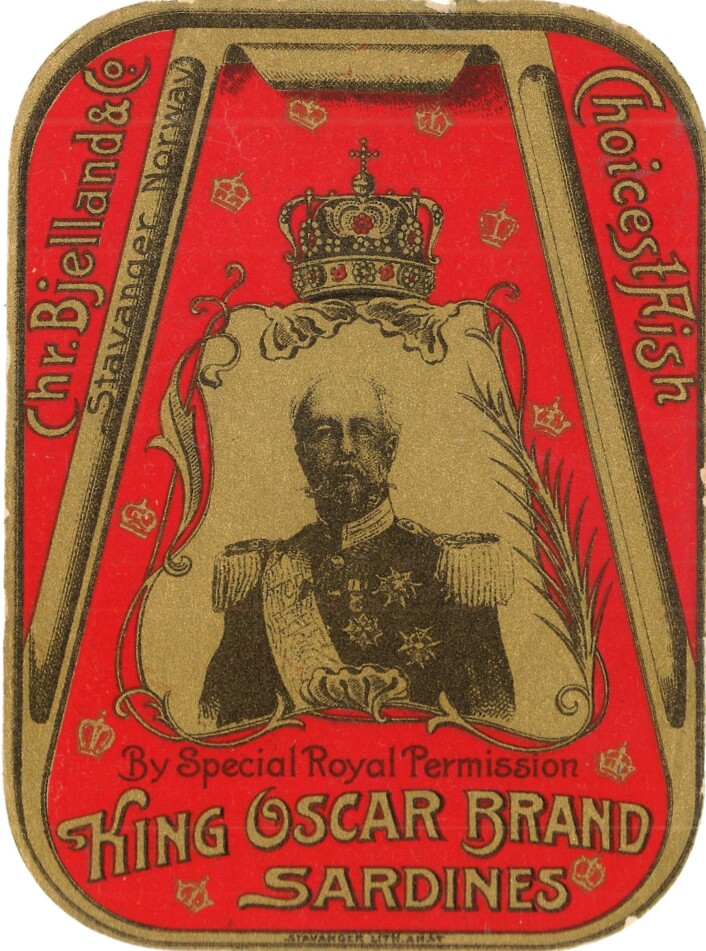 Chr. Bjelland & Co.
Stavanger Norway
Choicest Fish
By Special Royal Permission
KING OSCAR BRAND
SARDINES
STAVANGER LITH. ANST